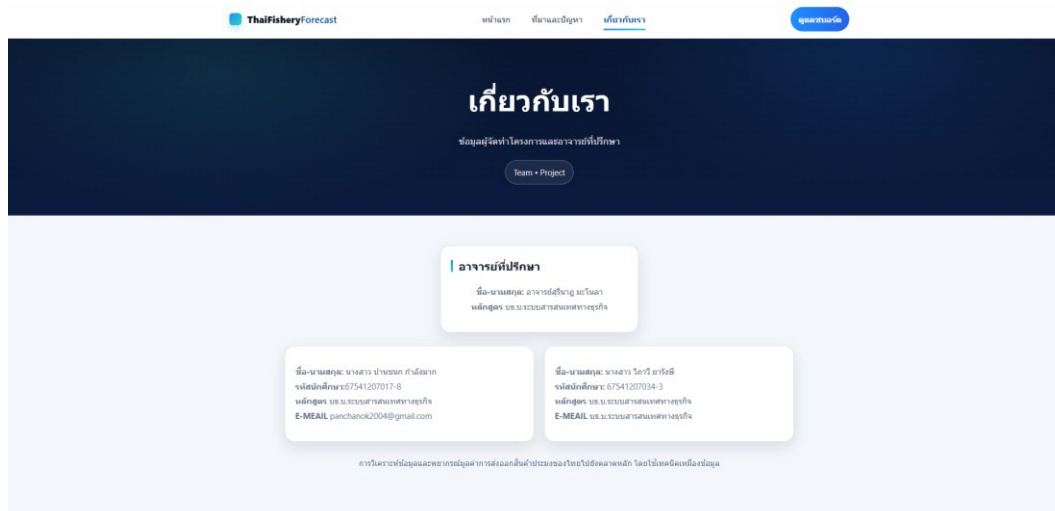 ThaiFisheryForecast
หน้าแรก
ที่มาและปัญหา
เกี่ยวกับเรา
ดูแดชบอร์ด
เกี่ยวกับเรา
ข้อมูลผู้จัดทำโครงการและอาจารย์ที่ปรึกษา
Team • Project
อาจารย์ที่ปรึกษา
ชื่อ-นามสกุล: อาจารย์สุรีนาฎ มะโนลา
หลักสูตร บธ.บ.ระบบสารสนเทศทางธุรกิจ
ชื่อ-นามสกุล: นางสาว ปานชนก กำลังมาก
รหัสนักศึกษา:67541207017-8
หลักสูตร บธ.บ.ระบบสารสนเทศทางธุรกิจ
E-MEAIL panchanok2004@gmail.com
ชื่อ-นามสกุล: นางสาว วิภาวี ยารังษี
รหัสนักศึกษา: 67541207034-3
หลักสูตร บธ.บ.ระบบสารสนเทศทางธุรกิจ
E-MEAIL บธ.บ.ระบบสารสนเทศทางธุรกิจ
การวิเคราะห์ข้อมูลและพยากรณ์มูลค่าการส่งออกสินค้าประมงของไทยไปยังตลาดหลัก โดยใช้เทคนิคเหมืองข้อมูล